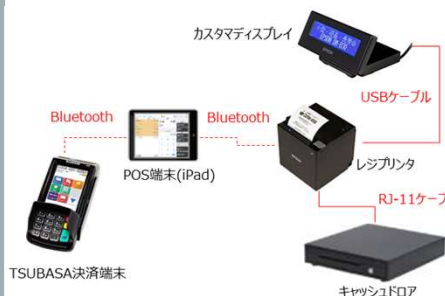 カスタマディスプレイ
USBケーブル
Bluetooth
Bluetooth
POS端末(iPad)
レジプリンタ
RJ-11ケーブ
TSUBASA決済端末
キャッシュドロア